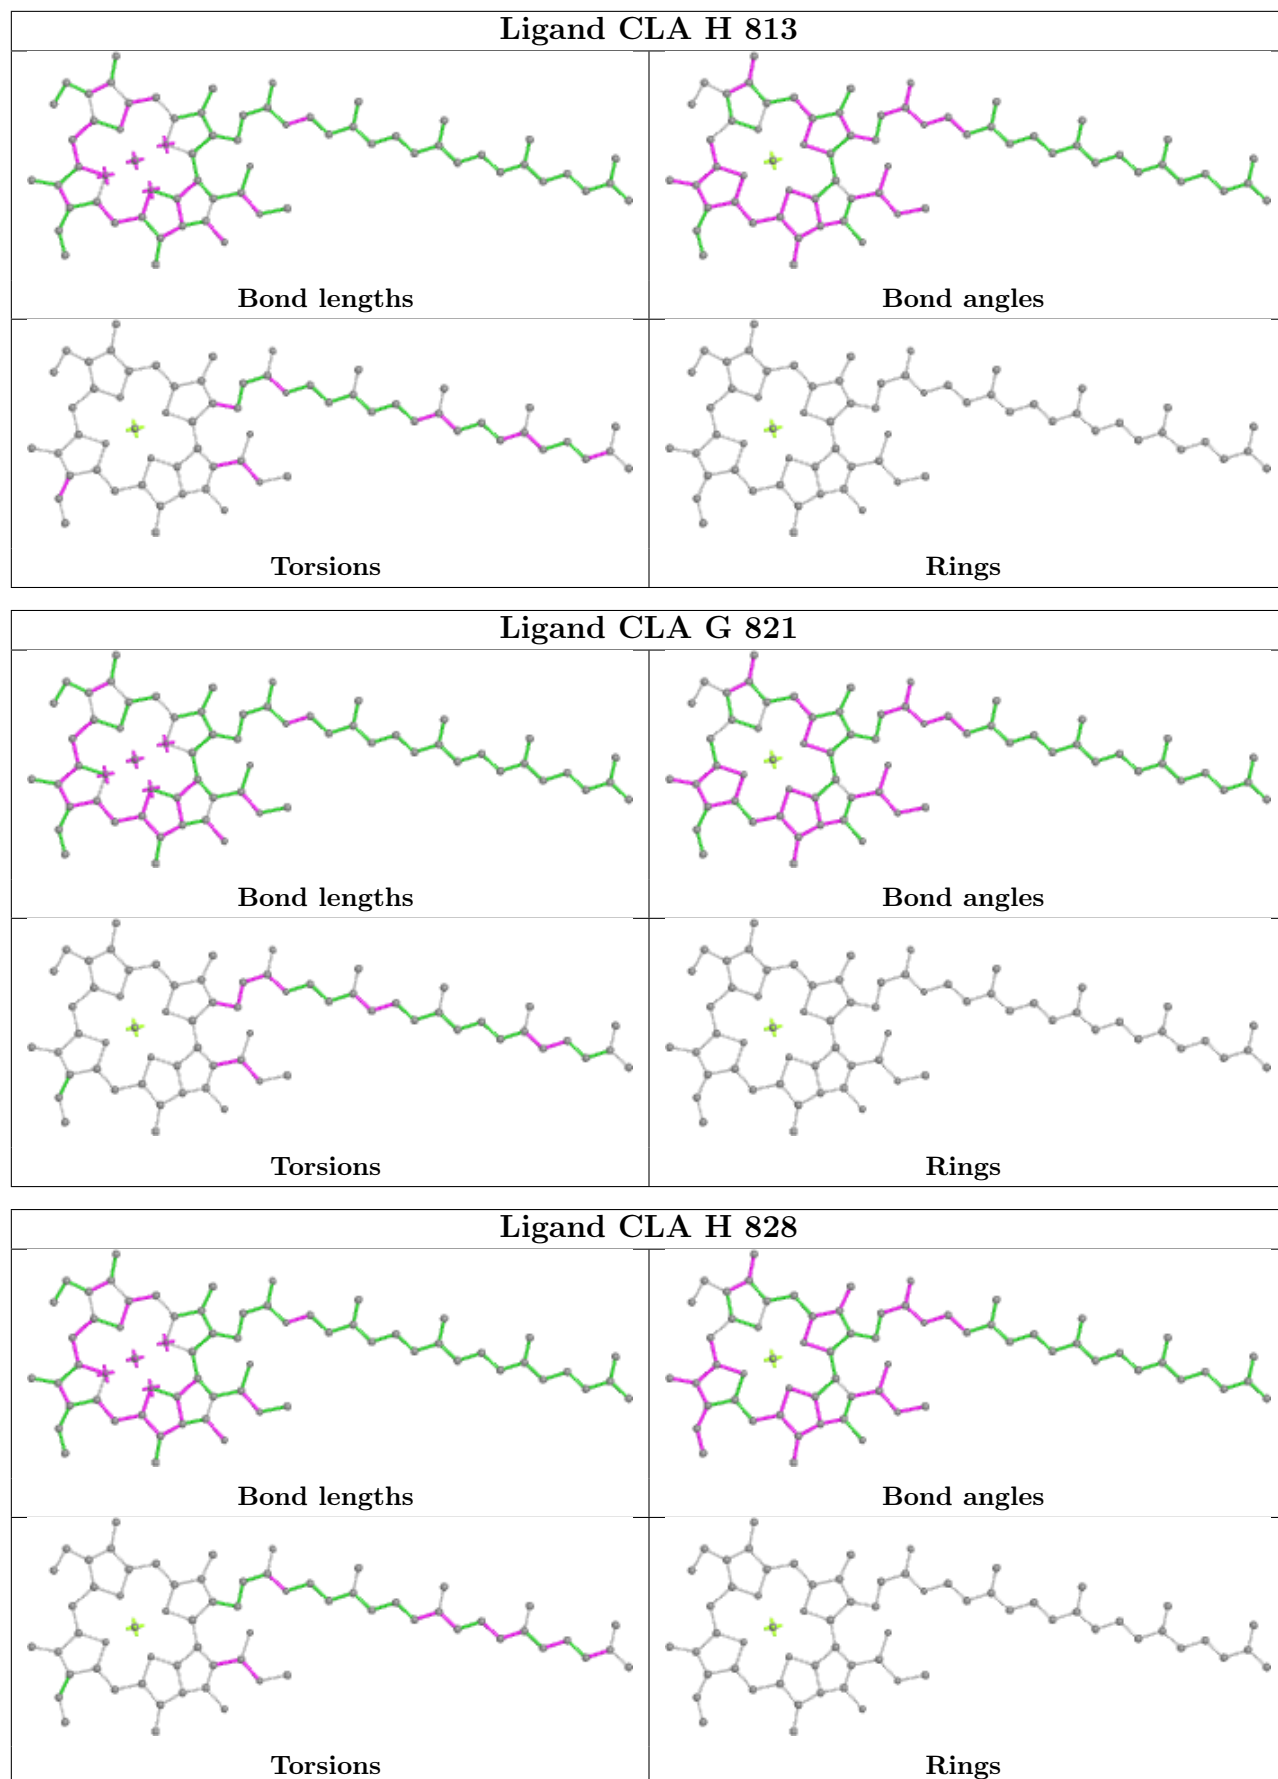 Ligand CLA H 813
Bond lengths
Bond angles
Torsions
Rings
Ligand CLA G 821
Bond lengths
Bond angles
Torsions
Rings
Ligand CLA H 828
Bond lengths
Bond angles
Torsions
Rings